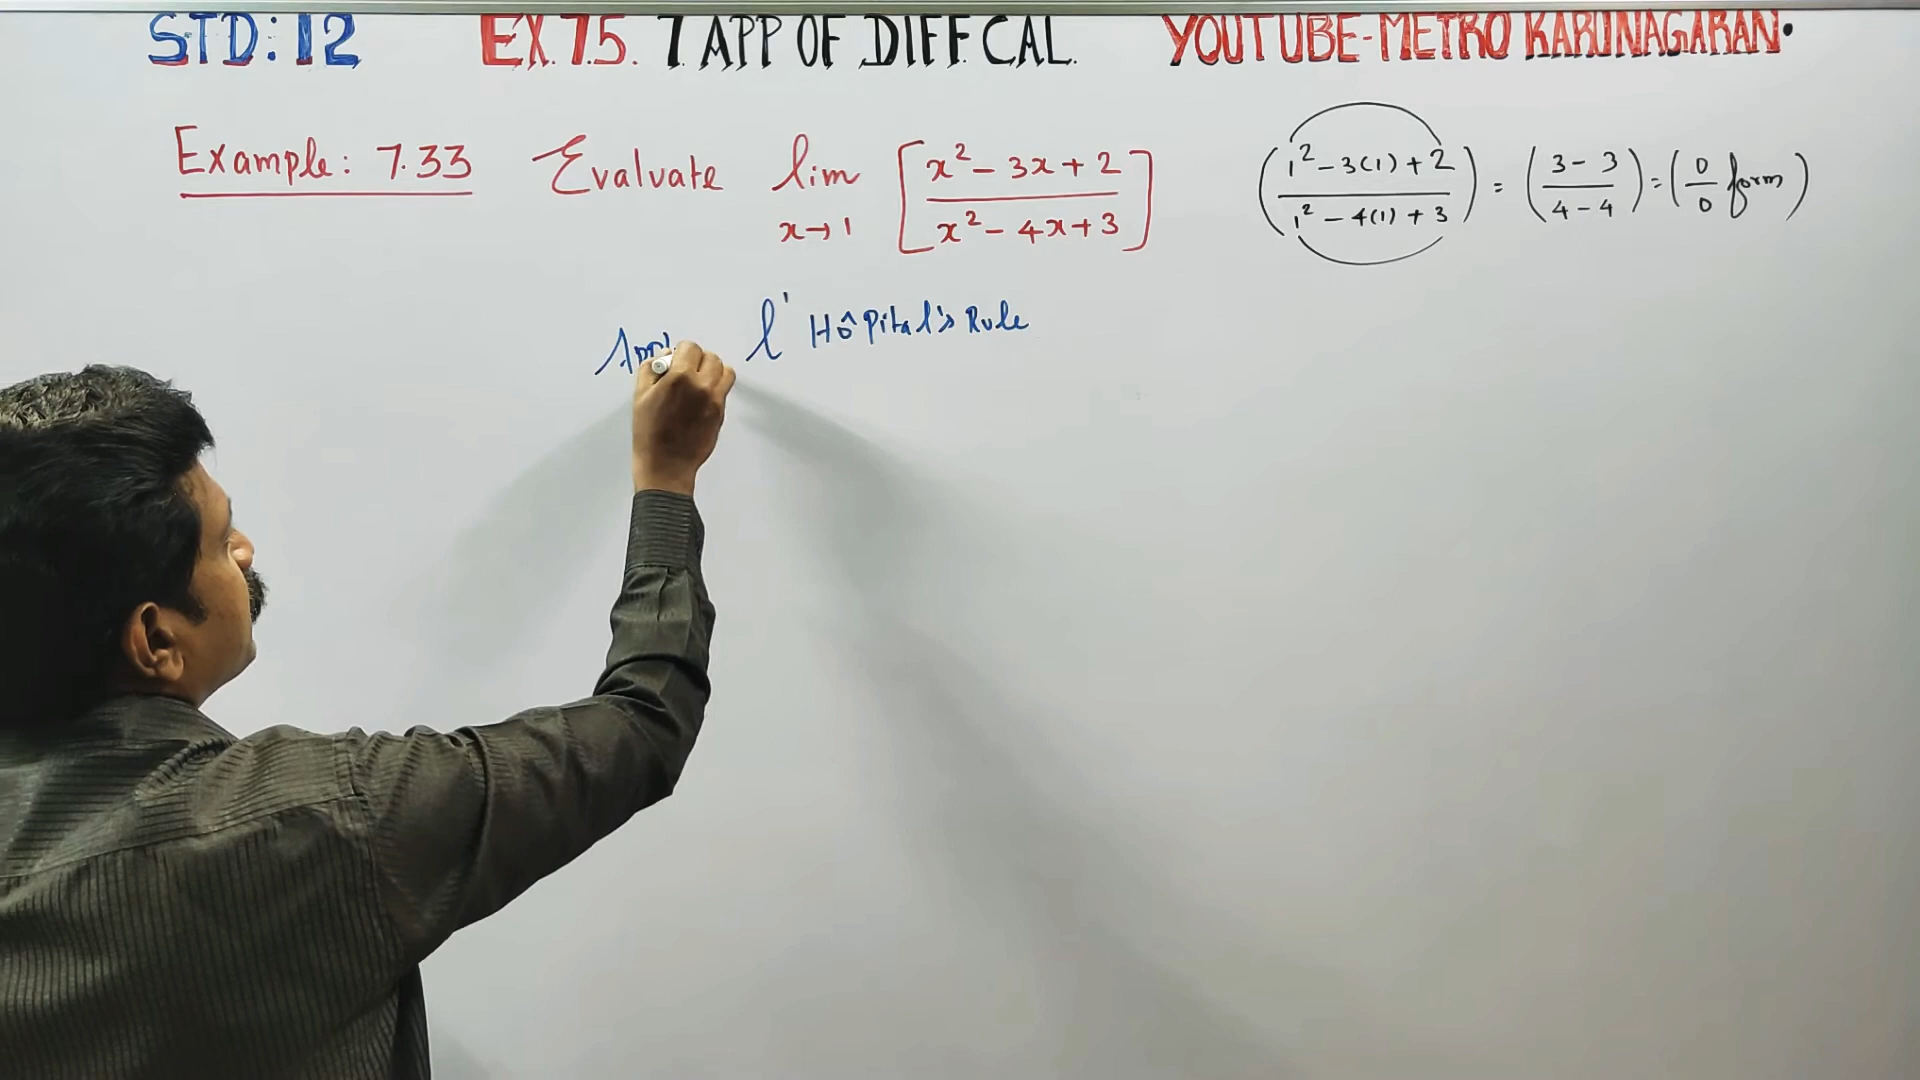 STD: 12 EX. 7.5. 7 APP OF DIFF. CAL. YOUTUBE-METRO KARUNAGARAN.
Example: 7.33 Evaluate lim x→1 [x² - 3x + 2 / x² - 4x + 3] (1² - 3(1) + 2 / 1² - 4(1) + 3) = (3 - 3 / 4 - 4) = (0/0 form)
l'Hôpital's Rule